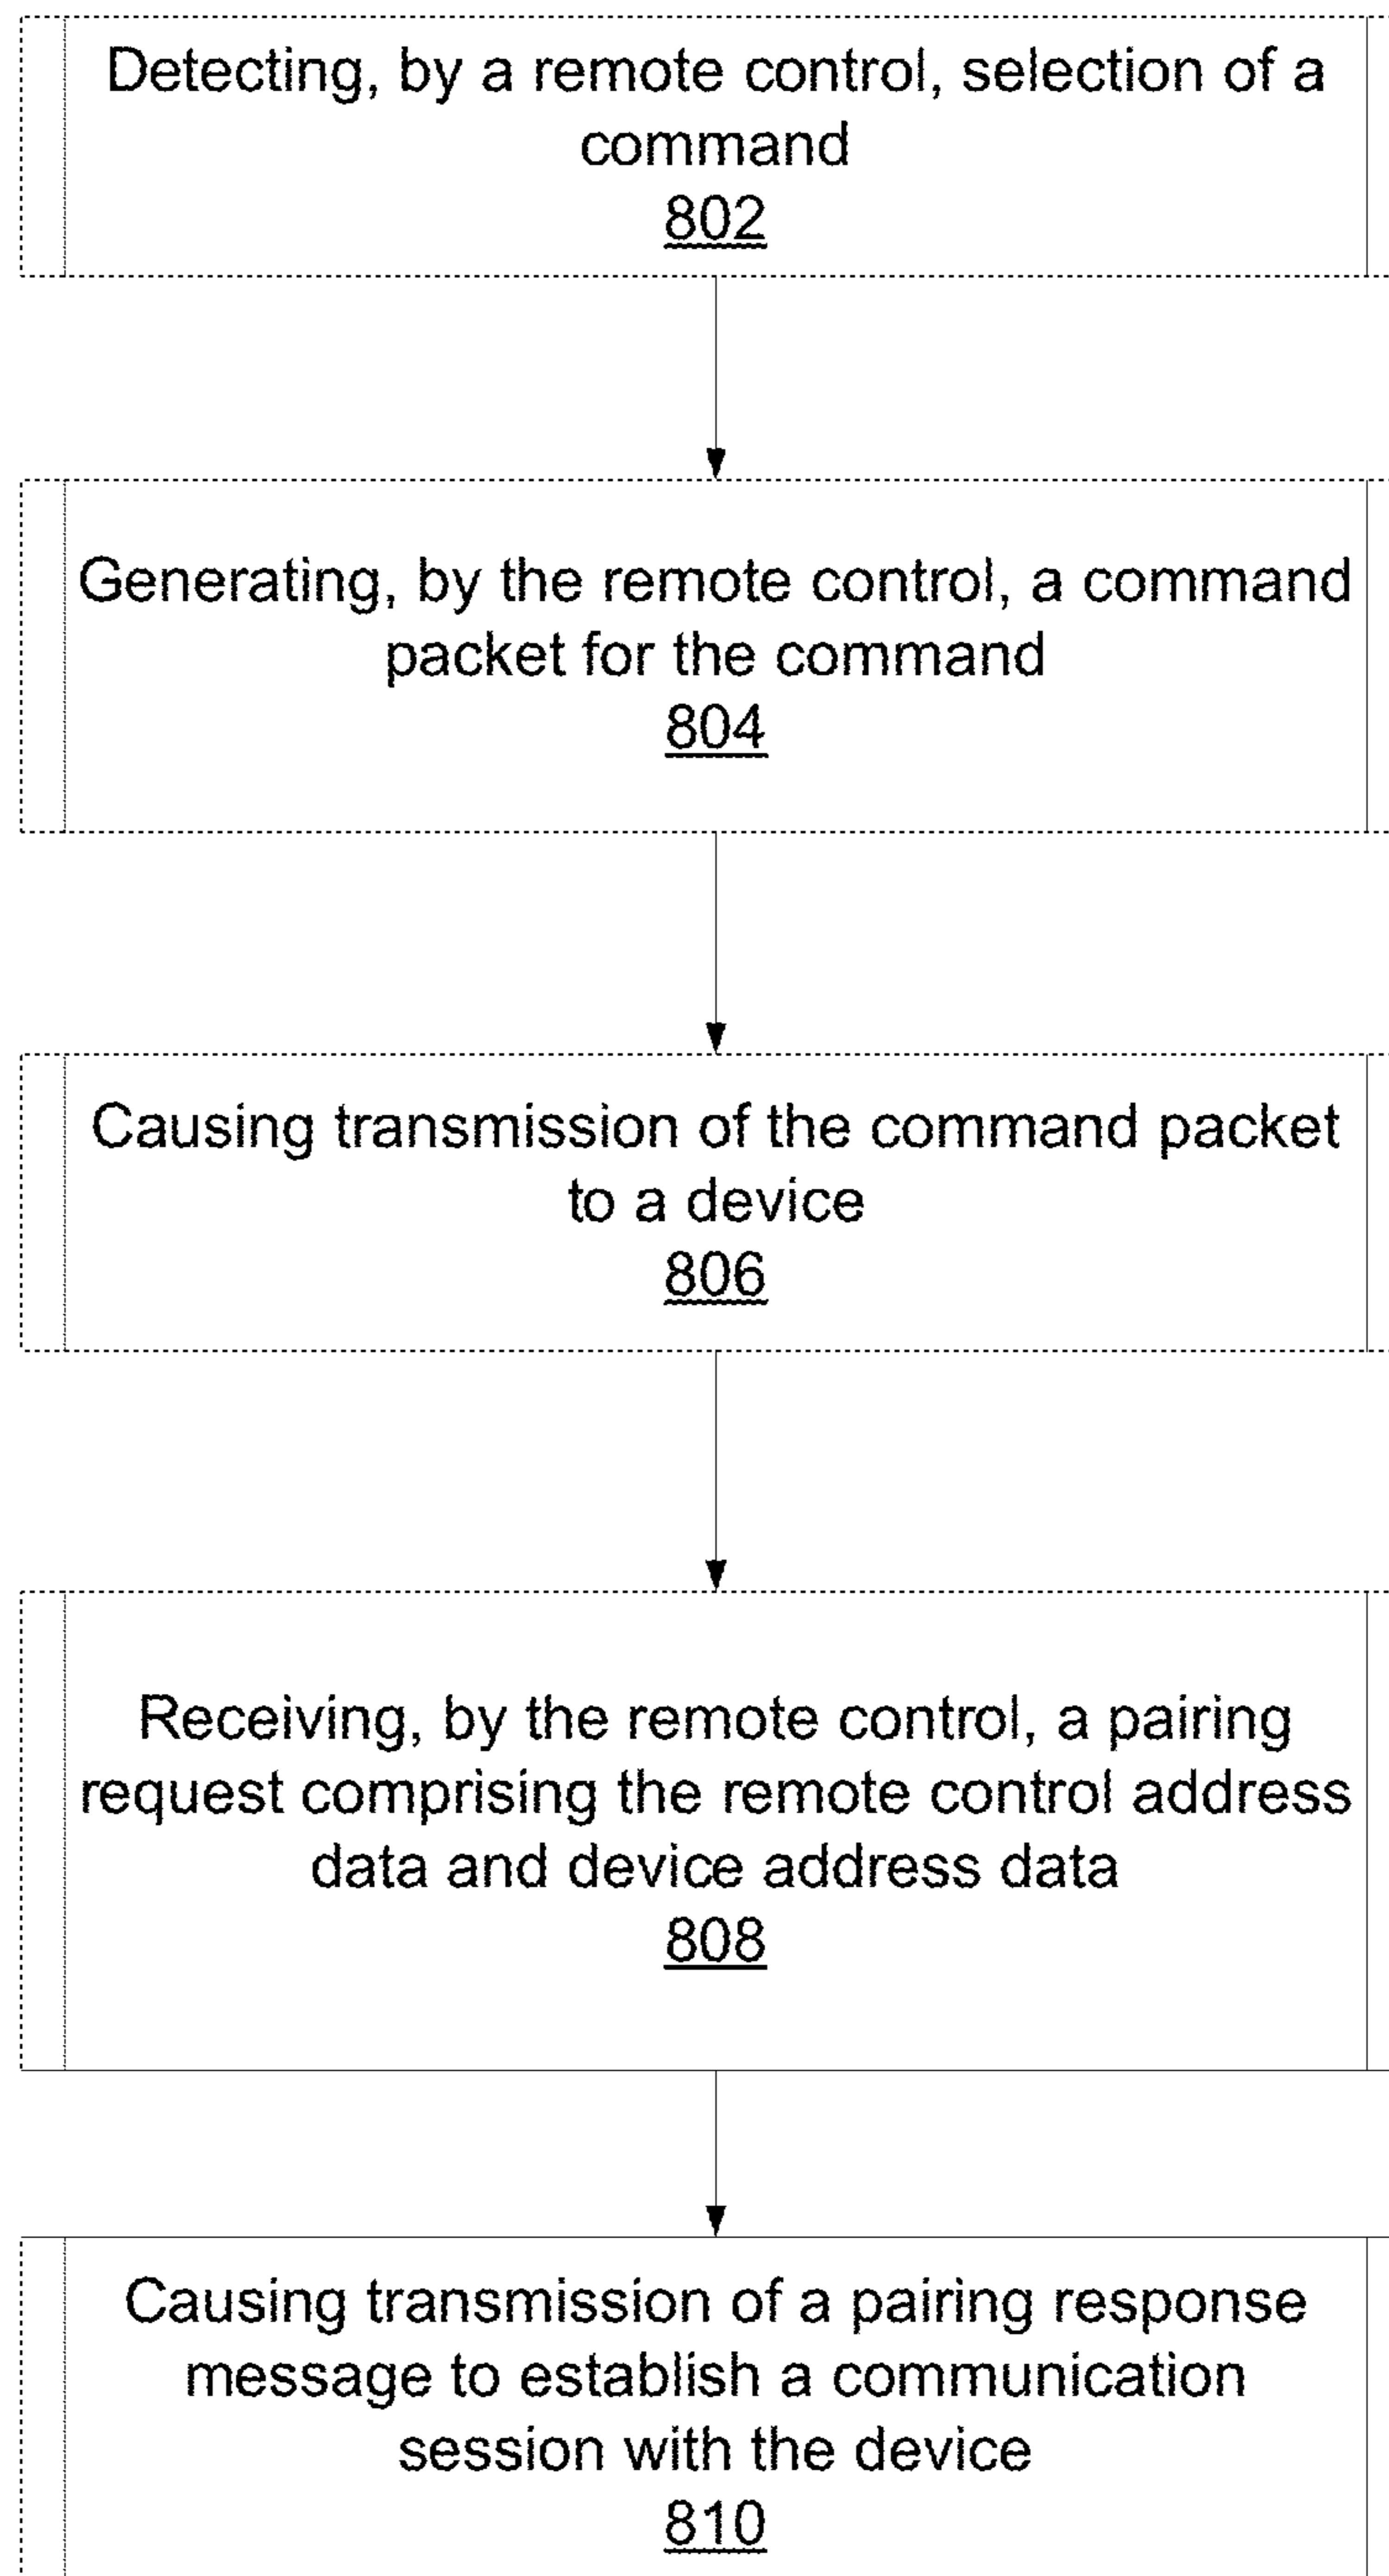 Detecting, by a remote control, selection of a
command
802
Generating, by the remote control, a command
packet for the command
804
Causing transmission of the command packet
to a device
806
Receiving, by the remote control, a pairing
request comprising the remote control address
data and device address data
808
Causing transmission of a pairing response
message to establish a communication
session with the device
810